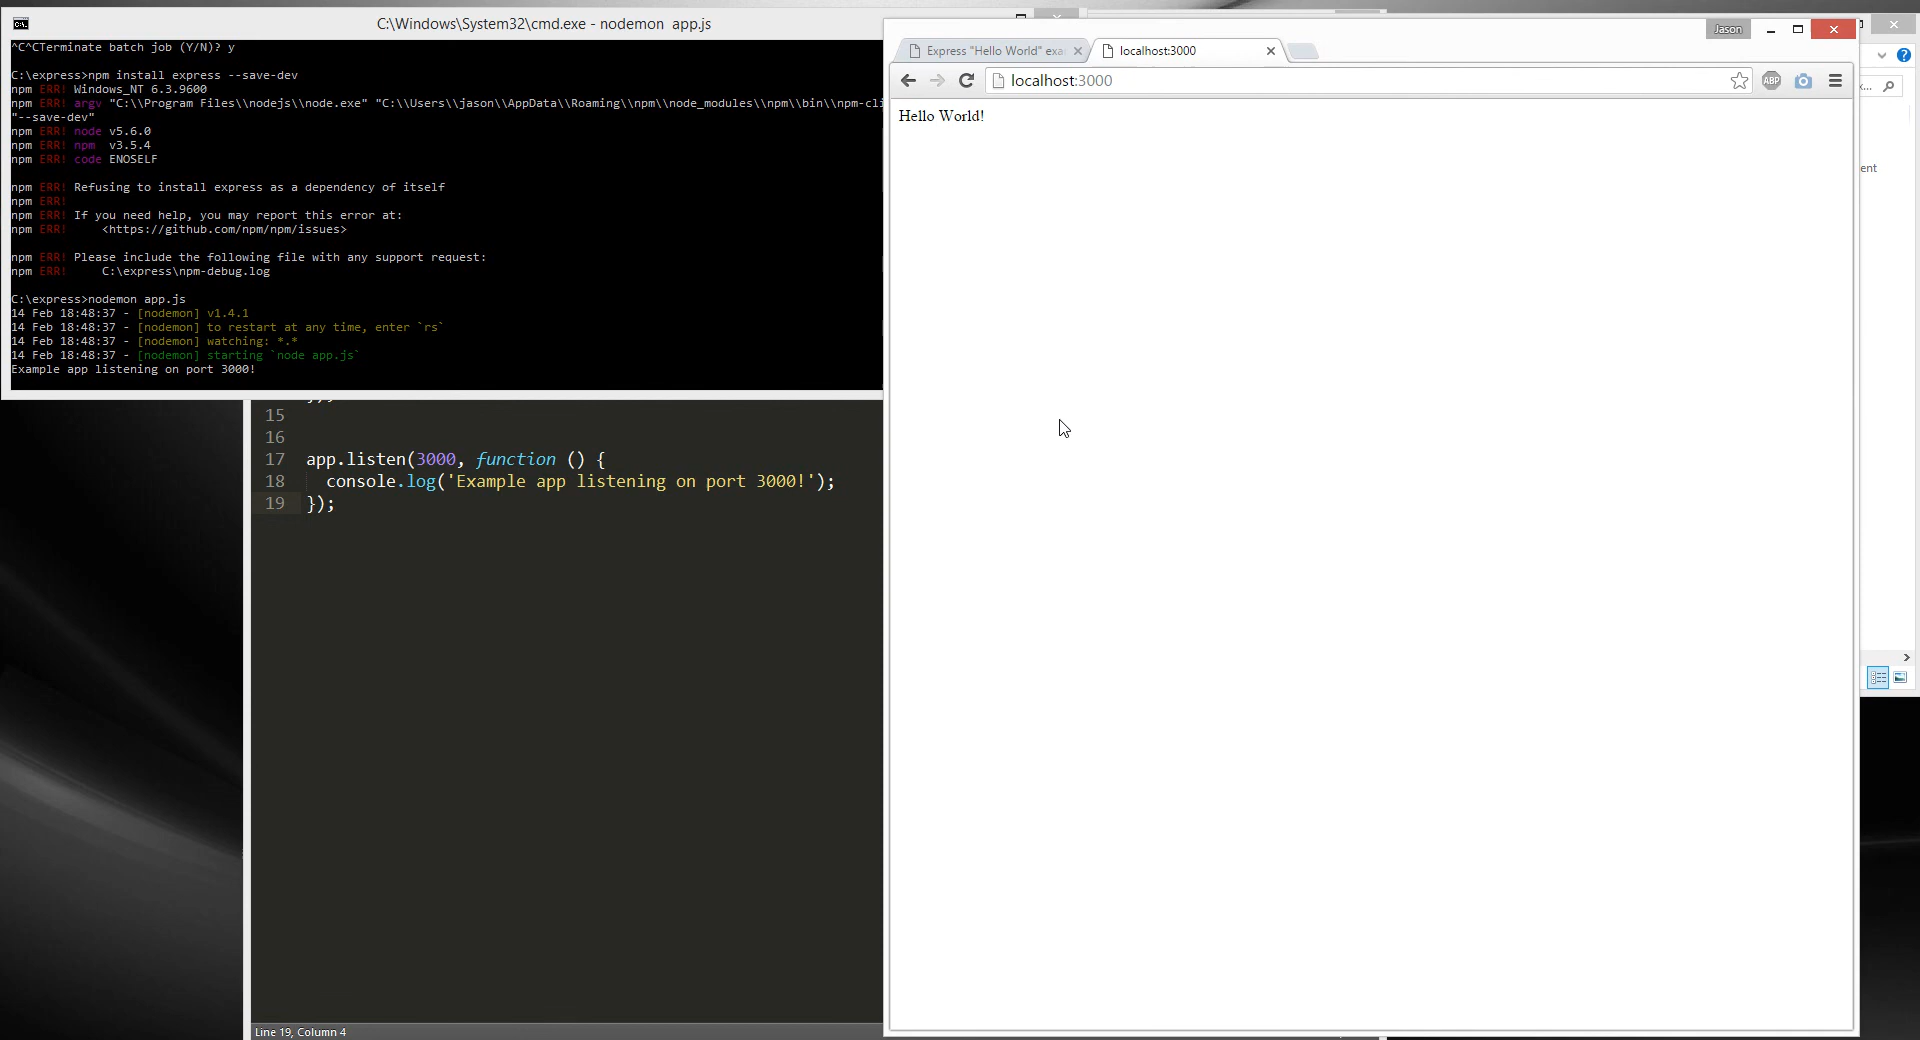 C:\Windows\System32\cmd.exe - nodemon  app.js
^C^CTerminate batch job (Y/N)? y
C:\express>npm install express --save-dev
npm ERR! Windows_NT 6.3.9600
npm ERR! argv "C:\\Program Files\\nodejs\\node.exe" "C:\\Users\\jason\\AppData\\Roaming\\npm\\node_modules\\npm\\bin\\npm-cli
"--save-dev"
npm ERR! node v5.6.0
npm ERR! npm  v3.5.4
npm ERR! code ENOSELF
npm ERR! Refusing to install express as a dependency of itself
npm ERR!
npm ERR! If you need help, you may report this error at:
npm ERR!     <https://github.com/npm/npm/issues>
npm ERR! Please include the following file with any support request:
npm ERR!     C:\express\npm-debug.log
C:\express>nodemon app.js
14 Feb 18:48:37 - [nodemon] v1.4.1
14 Feb 18:48:37 - [nodemon] to restart at any time, enter `rs`
14 Feb 18:48:37 - [nodemon] watching: *.*
14 Feb 18:48:37 - [nodemon] starting `node app.js`
Example app listening on port 3000!
15
16
17 app.listen(3000, function () {
18 console.log('Example app listening on port 3000!');
19 });
Line 19, Column 4
Jason
Express "Hello World" exa
localhost:3000
localhost:3000
ABP
Hello World!
ent